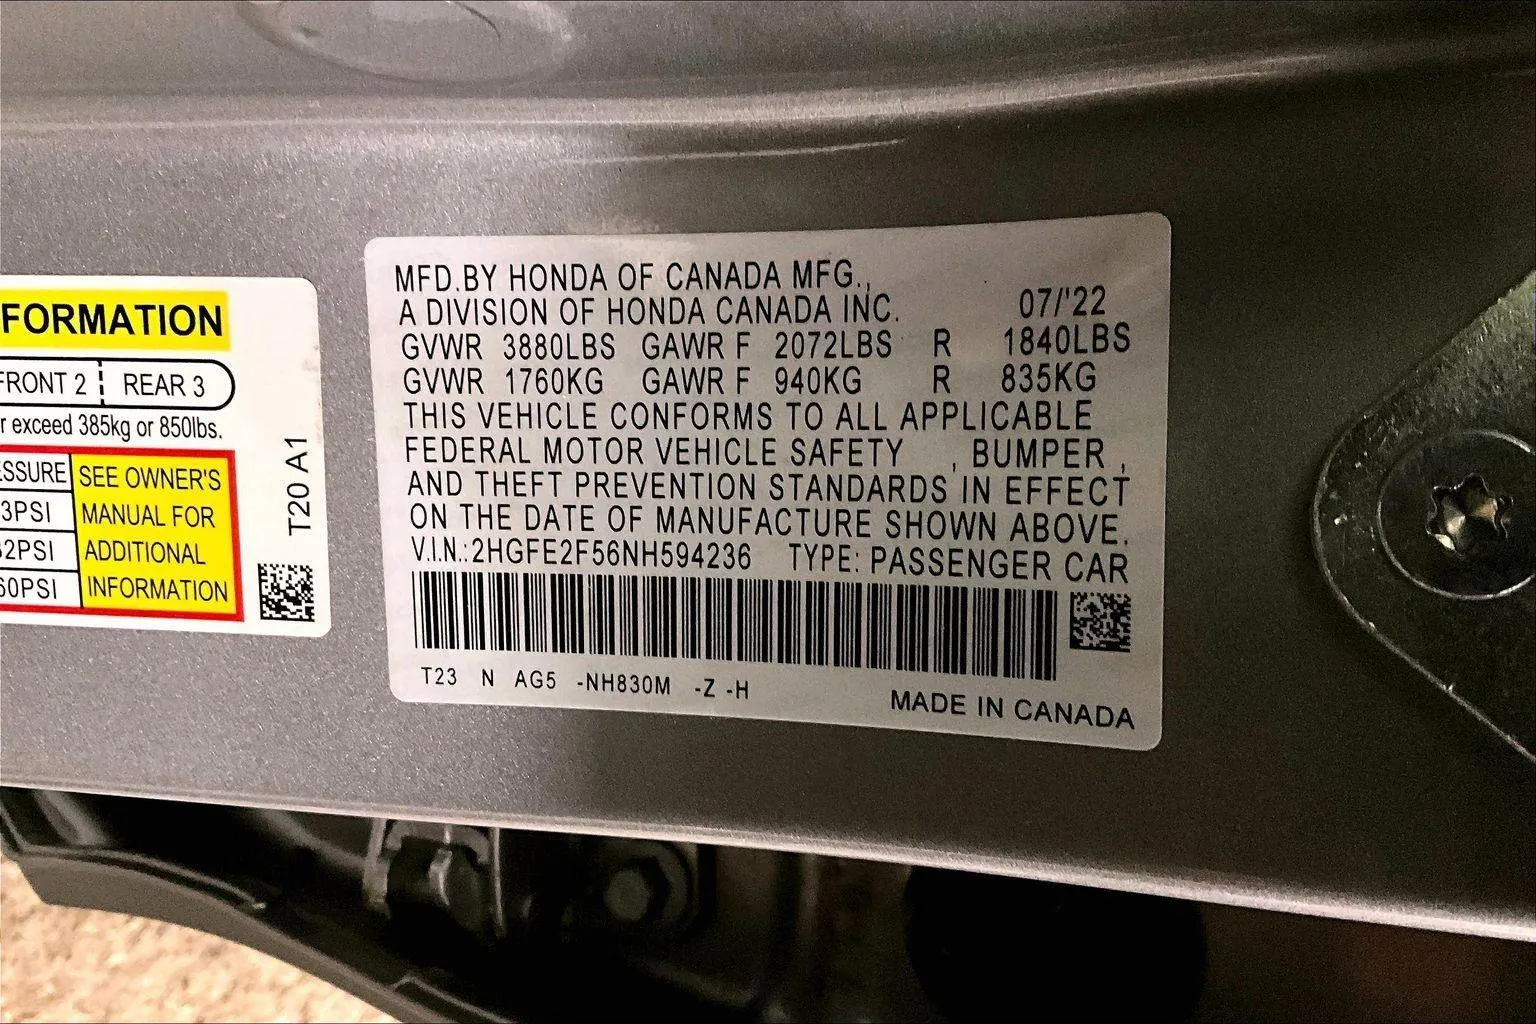 FORMATION
FRONT 2 REAR 3
r exceed 385kg or 850lbs.
ESSURE
3PSI
32PSI
60PSI
SEE OWNER'S
MANUAL FOR
ADDITIONAL
INFORMATION
T20 A1
MFD.BY HONDA OF CANADA MFG.,
A DIVISION OF HONDA CANADA INC. 07/'22
GVWR 3880LBS GAWR F 2072LBS R 1840LBS
GVWR 1760KG GAWR F 940KG R 835KG
THIS VEHICLE CONFORMS TO ALL APPLICABLE
FEDERAL MOTOR VEHICLE SAFETY , BUMPER ,
AND THEFT PREVENTION STANDARDS IN EFFECT
ON THE DATE OF MANUFACTURE SHOWN ABOVE.
V.I.N.:2HGFE2F56NH594236 TYPE: PASSENGER CAR
T23 N AG5 -NH830M -Z -H
MADE IN CANADA